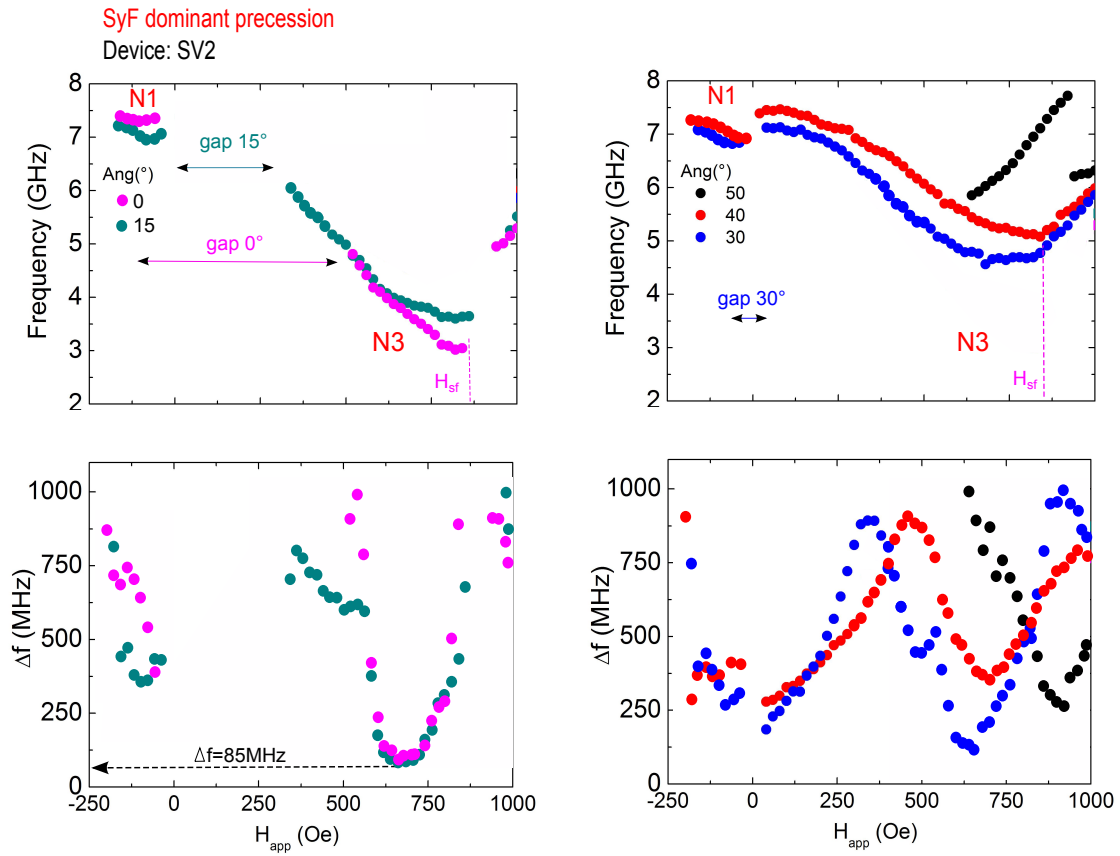 SyF dominant precession
Device: SV2
8
7
6
5
4
3
2
Frequency (GHz)
N1
gap 15°
Ang(°)
0
15
gap 0°
N3
Hsf
8
7
6
5
4
3
2
Frequency (GHz)
N1
Ang(°)
50
40
30
gap 30°
N3
Hsf
1000
750
500
250
0
Δf (MHz)
Δf=85MHz
-250 0 250 500 750 1000
Happ (Oe)
1000
750
500
250
0
Δf (MHz)
-250 0 250 500 750 1000
Happ (Oe)